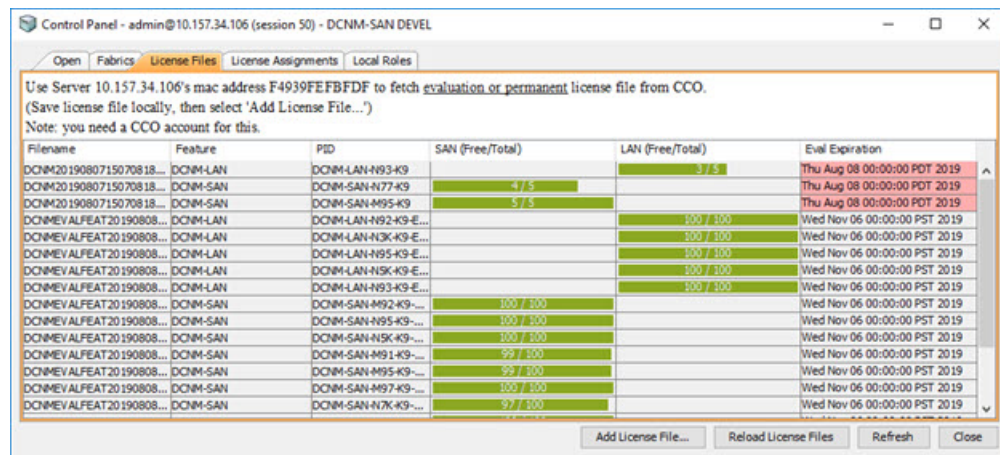 Control Panel - admin@10.157.34.106 (session 50) - DCNM-SAN DEVEL
Open Fabrics License Files License Assignments Local Roles
Use Server 10.157.34.106's mac address F4939FEFBFDF to fetch evaluation or permanent license file from CCO.
(Save license file locally, then select 'Add License File...')
Note: you need a CCO account for this.
Filename Feature PID SAN (Free/Total) LAN (Free/Total) Eval Expiration
DCNM2019080715070818... DCNM-LAN DCNM-LAN-N93-K9 3 / 5 Thu Aug 08 00:00:00 PDT 2019
DCNM2019080715070818... DCNM-SAN DCNM-SAN-N77-K9 4 / 5 Thu Aug 08 00:00:00 PDT 2019
DCNM2019080715070818... DCNM-SAN DCNM-SAN-M95-K9 5 / 5 Thu Aug 08 00:00:00 PDT 2019
DCNMEVALFEAT20190808... DCNM-LAN DCNM-LAN-N92-K9-E... 100 / 100 Wed Nov 06 00:00:00 PST 2019
DCNMEVALFEAT20190808... DCNM-LAN DCNM-LAN-N3K-K9-E... 100 / 100 Wed Nov 06 00:00:00 PST 2019
DCNMEVALFEAT20190808... DCNM-LAN DCNM-LAN-N95-K9-E... 100 / 100 Wed Nov 06 00:00:00 PST 2019
DCNMEVALFEAT20190808... DCNM-LAN DCNM-LAN-N5K-K9-E... 100 / 100 Wed Nov 06 00:00:00 PST 2019
DCNMEVALFEAT20190808... DCNM-LAN DCNM-LAN-N93-K9-E... 100 / 100 Wed Nov 06 00:00:00 PST 2019
DCNMEVALFEAT20190808... DCNM-SAN DCNM-SAN-M92-K9-... 100 / 100 Wed Nov 06 00:00:00 PST 2019
DCNMEVALFEAT20190808... DCNM-SAN DCNM-SAN-N95-K9-... 100 / 100 Wed Nov 06 00:00:00 PST 2019
DCNMEVALFEAT20190808... DCNM-SAN DCNM-SAN-N5K-K9-... 100 / 100 Wed Nov 06 00:00:00 PST 2019
DCNMEVALFEAT20190808... DCNM-SAN DCNM-SAN-M91-K9-... 99 / 100 Wed Nov 06 00:00:00 PST 2019
DCNMEVALFEAT20190808... DCNM-SAN DCNM-SAN-M95-K9-... 99 / 100 Wed Nov 06 00:00:00 PST 2019
DCNMEVALFEAT20190808... DCNM-SAN DCNM-SAN-M97-K9-... 100 / 100 Wed Nov 06 00:00:00 PST 2019
DCNMEVALFEAT20190808... DCNM-SAN DCNM-SAN-N7K-K9-... 97 / 100 Wed Nov 06 00:00:00 PST 2019
Add License File... Reload License Files Refresh Close